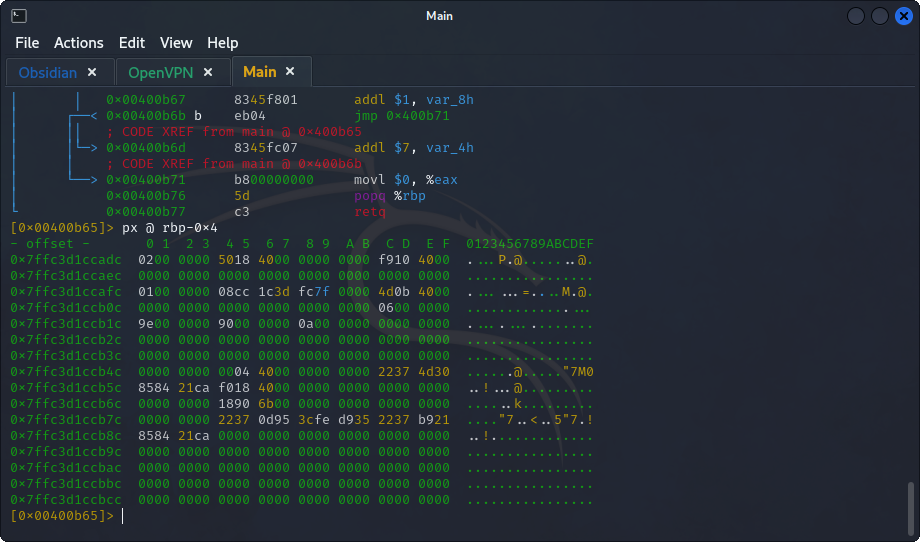 Main
File Actions Edit View Help
Obsidian × OpenVPN × Main ×
0×00400b67 8345f801 addl $1, var_8h
0×00400b6b b eb04 jmp 0×400b71
; CODE XREF from main @ 0×400b65
0×00400b6d 8345fc07 addl $7, var_4h
; CODE XREF from main @ 0×400b6b
0×00400b71 b800000000 movl $0, %eax
0×00400b76 5d popq %rbp
0×00400b77 c3 retq
[0×00400b65]> px @ rbp-0×4
- offset - 0 1 2 3 4 5 6 7 8 9 A B C D E F 0123456789ABCDEF
0×7ffc3d1ccadc 0200 0000 5018 4000 0000 0000 f910 4000 ....P.@.......@.
0×7ffc3d1ccaec 0000 0000 0000 0000 0000 0000 0000 0000 ................
0×7ffc3d1ccafc 0100 0000 08cc 1c3d fc7f 0000 4d0b 4000 .......=....M.@.
0×7ffc3d1ccb0c 0000 0000 0000 0000 0000 0000 0600 0000 ................
0×7ffc3d1ccb1c 9e00 0000 9000 0000 0a00 0000 0000 0000 ................
0×7ffc3d1ccb2c 0000 0000 0000 0000 0000 0000 0000 0000 ................
0×7ffc3d1ccb3c 0000 0000 0000 0000 0000 0000 0000 0000 ................
0×7ffc3d1ccb4c 0000 0000 0004 4000 0000 0000 2237 4d30 ......@....."7M0
0×7ffc3d1ccb5c 8584 21ca f018 4000 0000 0000 0000 0000 ..!...@.........
0×7ffc3d1ccb6c 0000 0000 1890 6b00 0000 0000 0000 0000 ......k.........
0×7ffc3d1ccb7c 0000 0000 2237 0d95 3cfe d935 2237 b921 ...."7..<..5"7.!
0×7ffc3d1ccb8c 8584 21ca 0000 0000 0000 0000 0000 0000 ..!.............
0×7ffc3d1ccb9c 0000 0000 0000 0000 0000 0000 0000 0000 ................
0×7ffc3d1ccbac 0000 0000 0000 0000 0000 0000 0000 0000 ................
0×7ffc3d1ccbbc 0000 0000 0000 0000 0000 0000 0000 0000 ................
0×7ffc3d1ccbcc 0000 0000 0000 0000 0000 0000 0000 0000 ................
[0×00400b65]>